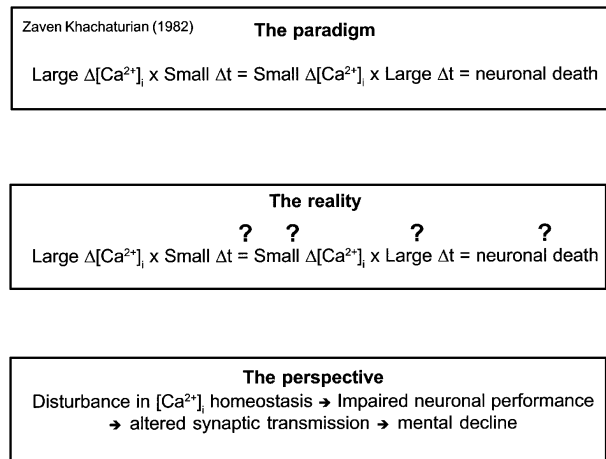 Zaven Khachaturian (1982) The paradigm
Large Δ[Ca²⁺]ᵢ x Small Δt = Small Δ[Ca²⁺]ᵢ x Large Δt = neuronal death
The reality
? ? ? ?
Large Δ[Ca²⁺]ᵢ x Small Δt = Small Δ[Ca²⁺]ᵢ x Large Δt = neuronal death
The perspective
Disturbance in [Ca²⁺]ᵢ homeostasis → Impaired neuronal performance
→ altered synaptic transmission → mental decline